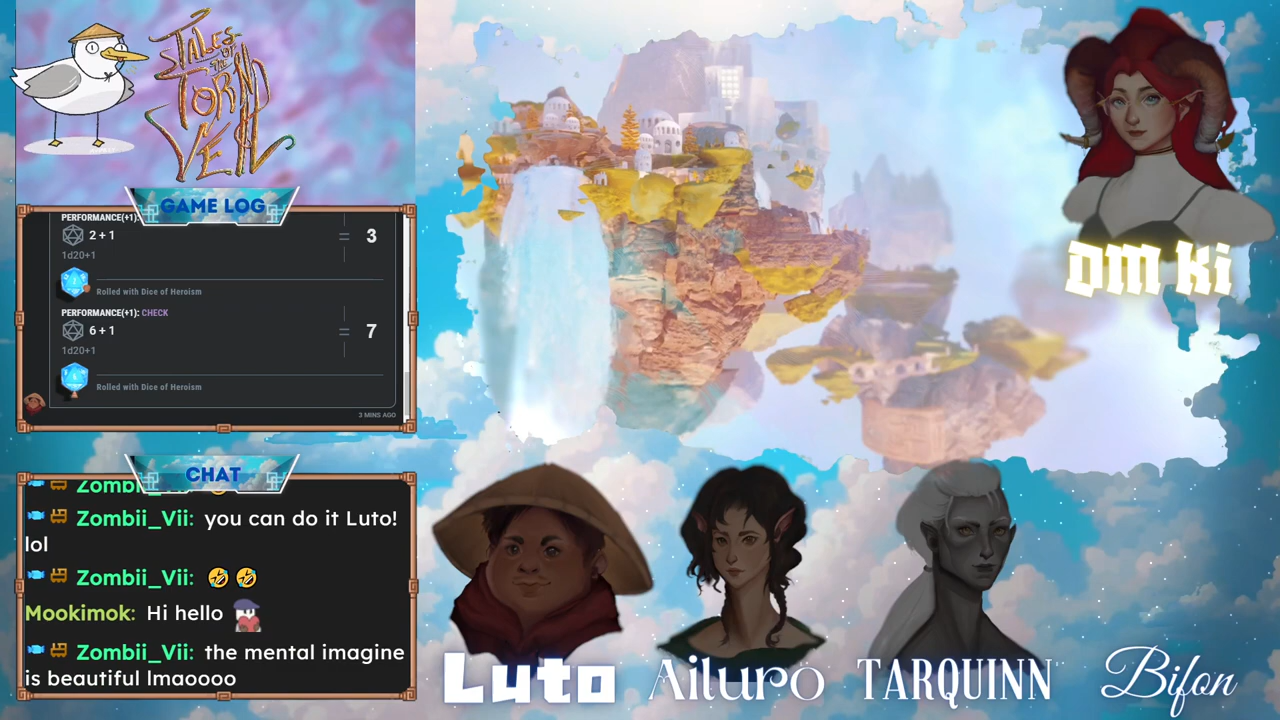 TALES
OF
THE
TORN
VEIL
GAME LOG
PERFORMANCE(+1):
2 + 1 = 3
1d20+1
Rolled with Dice of Heroism
PERFORMANCE(+1): CHECK
6 + 1 = 7
1d20+1
Rolled with Dice of Heroism
3 MINS AGO
CHAT
Zombii_Vii:
Zombii_Vii: you can do it Luto!
lol
Zombii_Vii: 🤣 🤣
Mookimok: Hi hello
Zombii_Vii: the mental imagine
is beautiful lmaoooo
DM Ki
Luto Ailuro TARQUINN Bifon